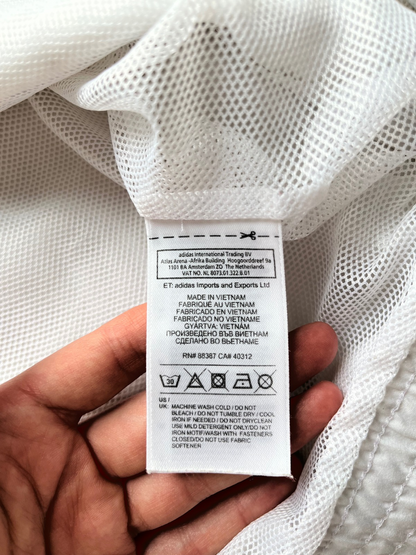 adidas International Trading BV
Atlas Arena -Afrika Building Hoogoorddreef 9a
1101 BA Amsterdam ZO The Netherlands
VAT NO. NL 8073.01.322.B.01
ET: adidas Imports and Exports Ltd
MADE IN VIETNAM
FABRIQUÉ AU VIETNAM
FABRICADO EN VIETNAM
FABRICADO NO VIETNAME
GYÁRTVA: VIETNAM
ПРОИЗВЕДЕНО ВЪВ ВИЕТНАМ
СДЕЛАНО ВО ВЬЕТНАМЕ
RN# 88387 CA# 40312
30
US /
UK: MACHINE WASH COLD / DO NOT
BLEACH / DO NOT TUMBLE DRY / COOL
IRON IF NEEDED / DO NOT DRYCLEAN
USE MILD DETERGENT ONLY/DO NOT
IRON MOTIF/WASH WITH FASTENERS
CLOSED/DO NOT USE FABRIC
SOFTENER